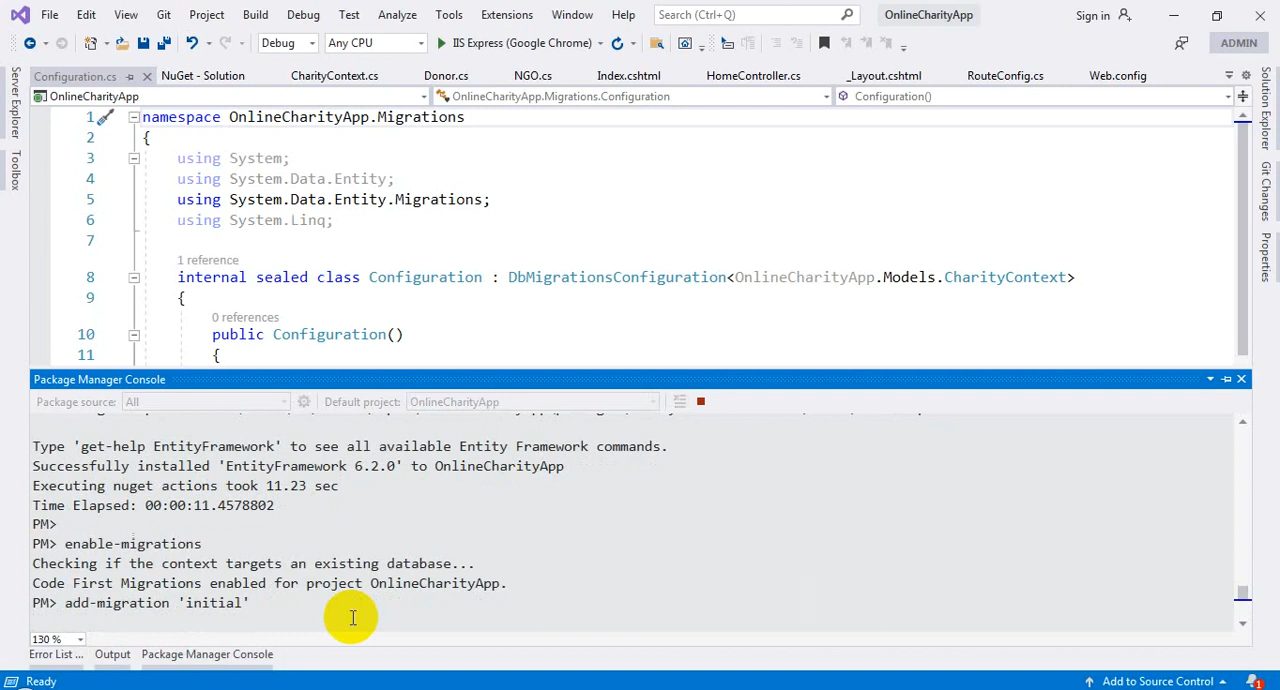 File Edit View Git Project Build Debug Test Analyze Tools Extensions Window Help Search (Ctrl+Q) OnlineCharityApp Sign in
Debug Any CPU IIS Express (Google Chrome) ADMIN
Configuration.cs NuGet - Solution CharityContext.cs Donor.cs NGO.cs Index.cshtml HomeController.cs _Layout.cshtml RouteConfig.cs Web.config
OnlineCharityApp OnlineCharityApp.Migrations.Configuration Configuration()
Server Explorer
Toolbox
1 namespace OnlineCharityApp.Migrations
2 {
3 using System;
4 using System.Data.Entity;
5 using System.Data.Entity.Migrations;
6 using System.Linq;
7
1 reference
8 internal sealed class Configuration : DbMigrationsConfiguration<OnlineCharityApp.Models.CharityContext>
9 {
0 references
10 public Configuration()
11 {
Solution Explorer
Git Changes
Properties
Package Manager Console
Package source: All Default project: OnlineCharityApp
Type 'get-help EntityFramework' to see all available Entity Framework commands.
Successfully installed 'EntityFramework 6.2.0' to OnlineCharityApp
Executing nuget actions took 11.23 sec
Time Elapsed: 00:00:11.4578802
PM>
PM> enable-migrations
Checking if the context targets an existing database...
Code First Migrations enabled for project OnlineCharityApp.
PM> add-migration 'initial'
130 %
Error List ... Output Package Manager Console
Ready Add to Source Control 1